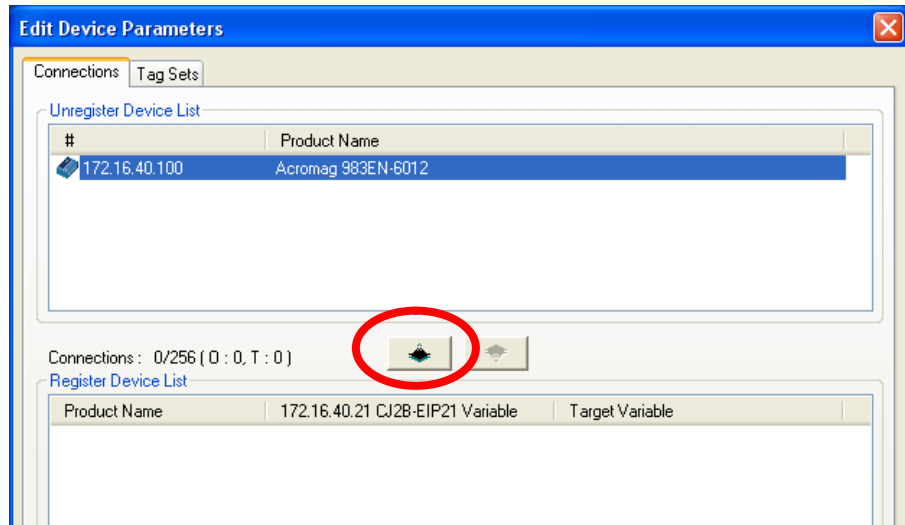 Edit Device Parameters
Connections Tag Sets
Unregister Device List
# Product Name
172.16.40.100 Acromag 983EN-6012
Connections : 0/256 ( O : 0, T : 0 )
Register Device List
Product Name 172.16.40.21 CJ2B-EIP21 Variable Target Variable